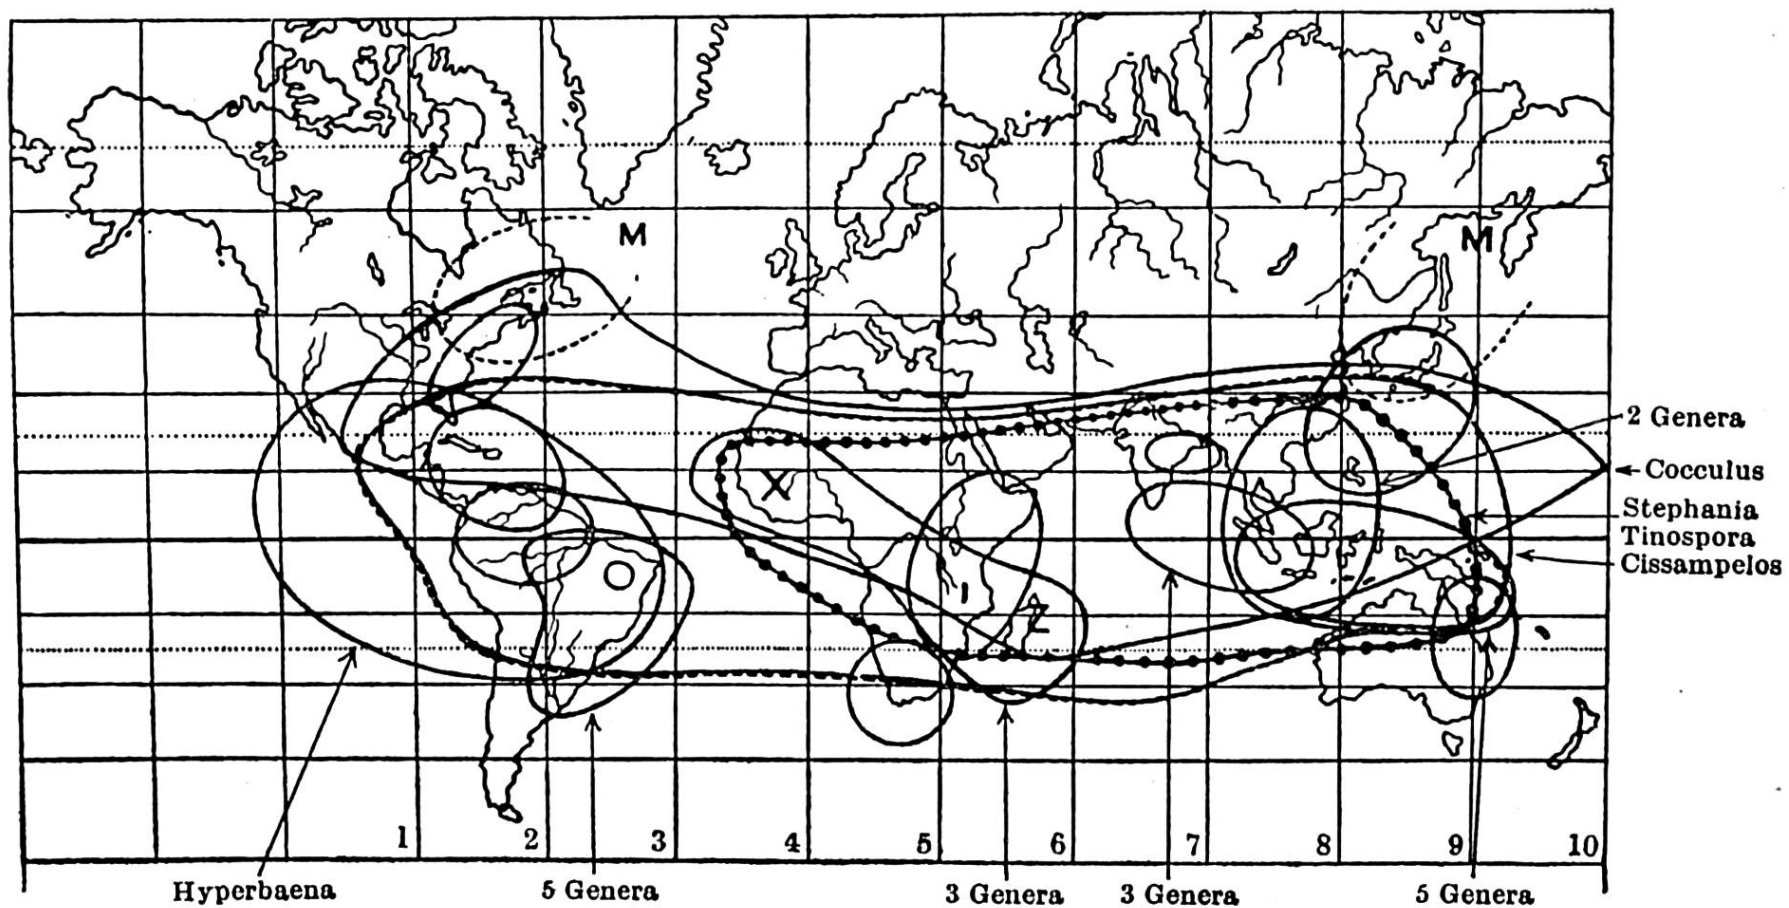 M M
2 Genera
Cocculus
X
Stephania
Tinospora
Cissampelos
O
I
Z
1 2 3 4 5 6 7 8 9 10
Hyperbaena 5 Genera 3 Genera 3 Genera 5 Genera